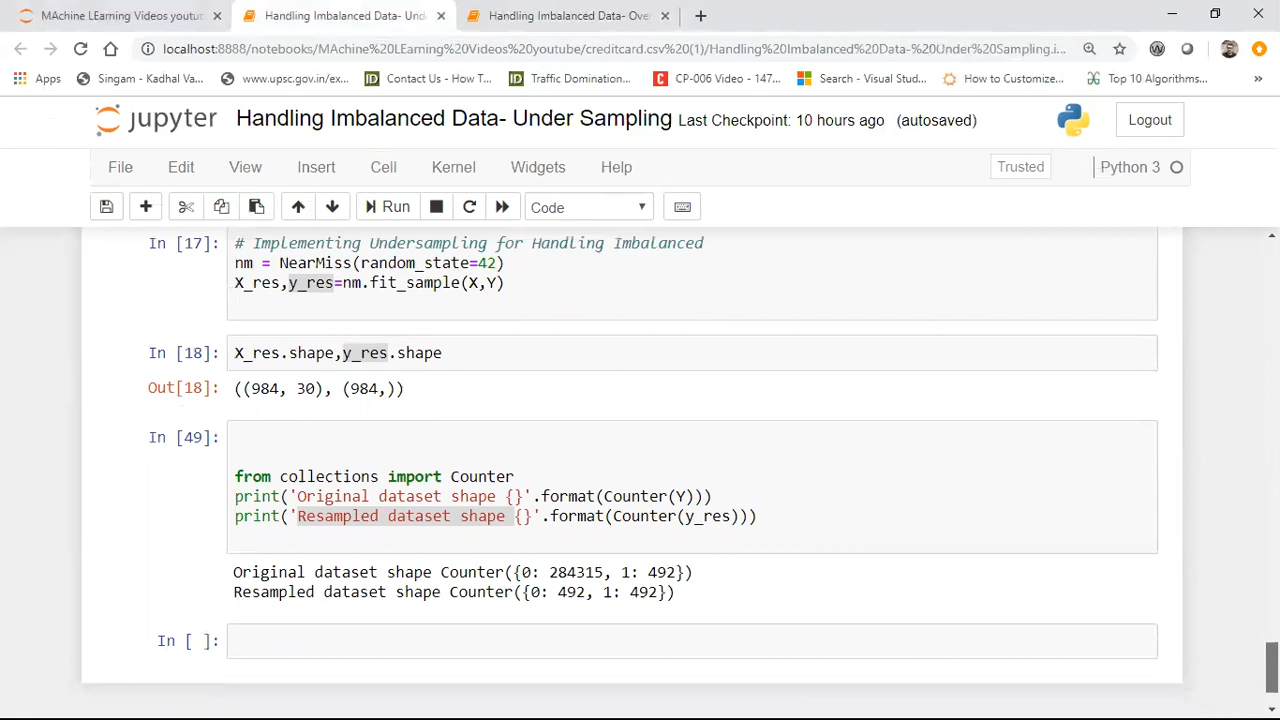 MAchine LEarning Videos youtu
Handling Imbalanced Data- Und
Handling Imbalanced Data- Over
localhost:8888/notebooks/MAchine%20LEarning%20Videos%20youtube/creditcard.csv%20(1)/Handling%20Imbalanced%20Data-%20Under%20Sampling.i...
Apps
Singam - Kadhal Va...
www.upsc.gov.in/ex...
Contact Us - How T...
Traffic Domination...
CP-006 Video - 147...
Search - Visual Stud...
How to Customize...
Top 10 Algorithms...
jupyter Handling Imbalanced Data- Under Sampling Last Checkpoint: 10 hours ago (autosaved)
Logout
File Edit View Insert Cell Kernel Widgets Help
Trusted
Python 3
Run
Code
In [17]: # Implementing Undersampling for Handling Imbalanced
nm = NearMiss(random_state=42)
X_res,y_res=nm.fit_sample(X,Y)
In [18]: X_res.shape,y_res.shape
Out[18]: ((984, 30), (984,))
In [49]:
from collections import Counter
print('Original dataset shape {}'.format(Counter(Y)))
print('Resampled dataset shape {}'.format(Counter(y_res)))
Original dataset shape Counter({0: 284315, 1: 492})
Resampled dataset shape Counter({0: 492, 1: 492})
In [ ]: